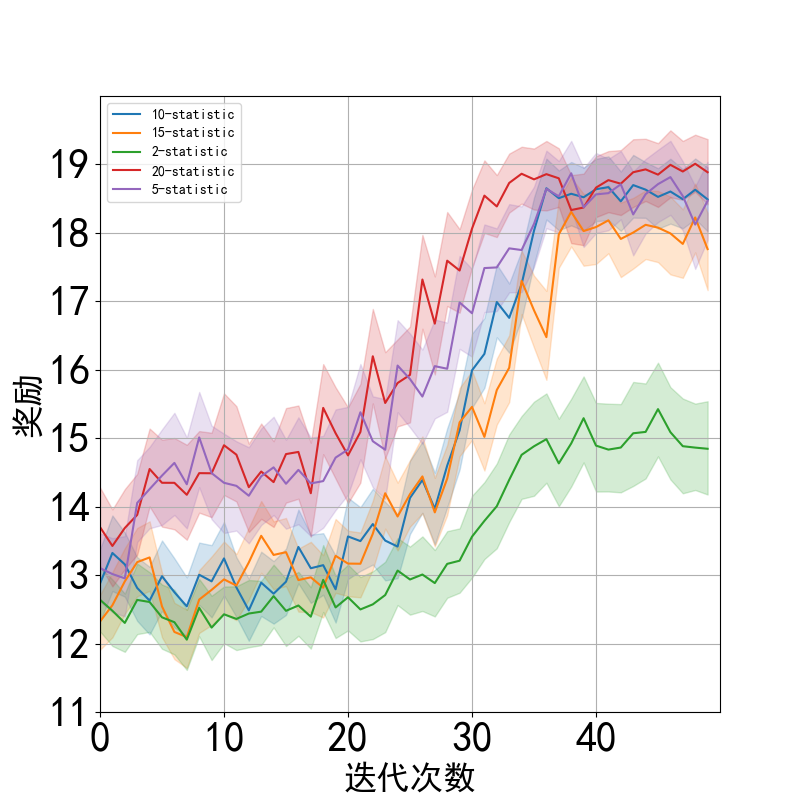 10-statistic
15-statistic
2-statistic
20-statistic
5-statistic
19
18
17
16
15
14
13
12
11
0 10 20 30 40
奖励
迭代次数